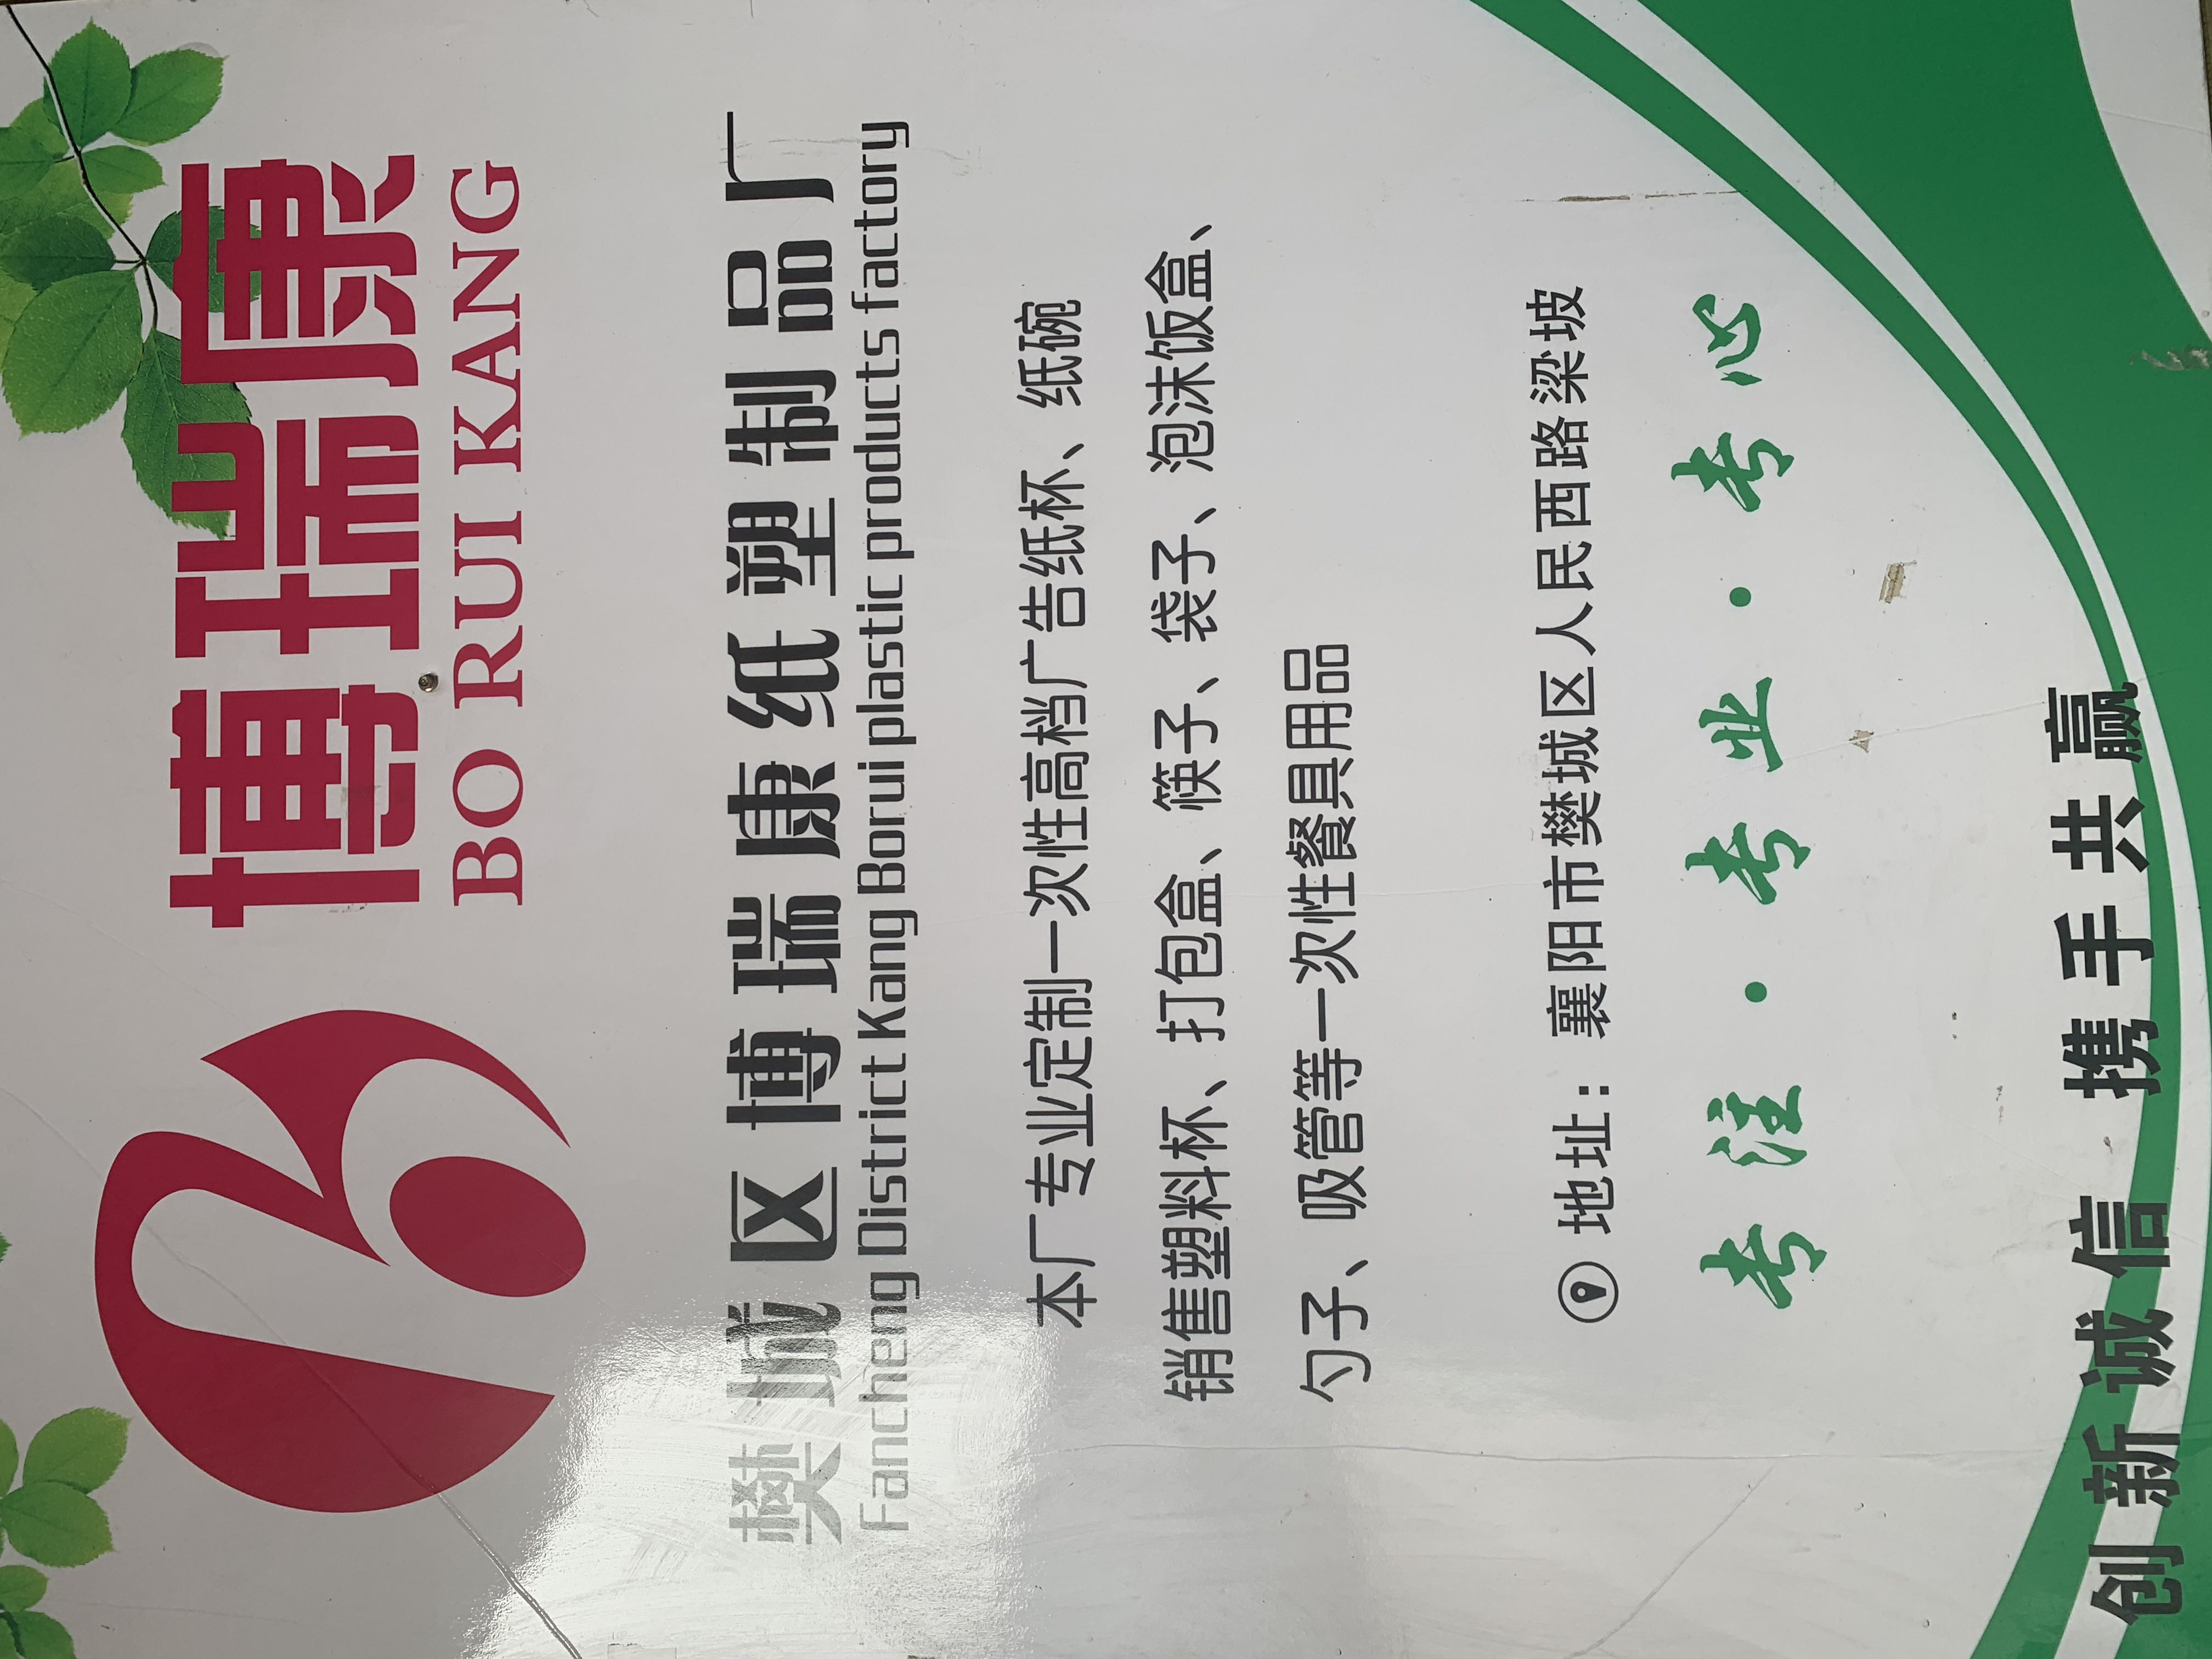 博瑞康
BO RUI KANG
樊城区博瑞康纸塑制品厂
Fancheng District Kang Borui plastic products factory
本厂专业定制一次性高档广告纸杯、纸碗
销售塑料杯、打包盒、筷子、袋子、泡沫饭盒、
勺子、吸管等一次性餐具用品
地址：襄阳市樊城区人民西路梁坡
专注·专业·专心
创新诚信 携手共赢